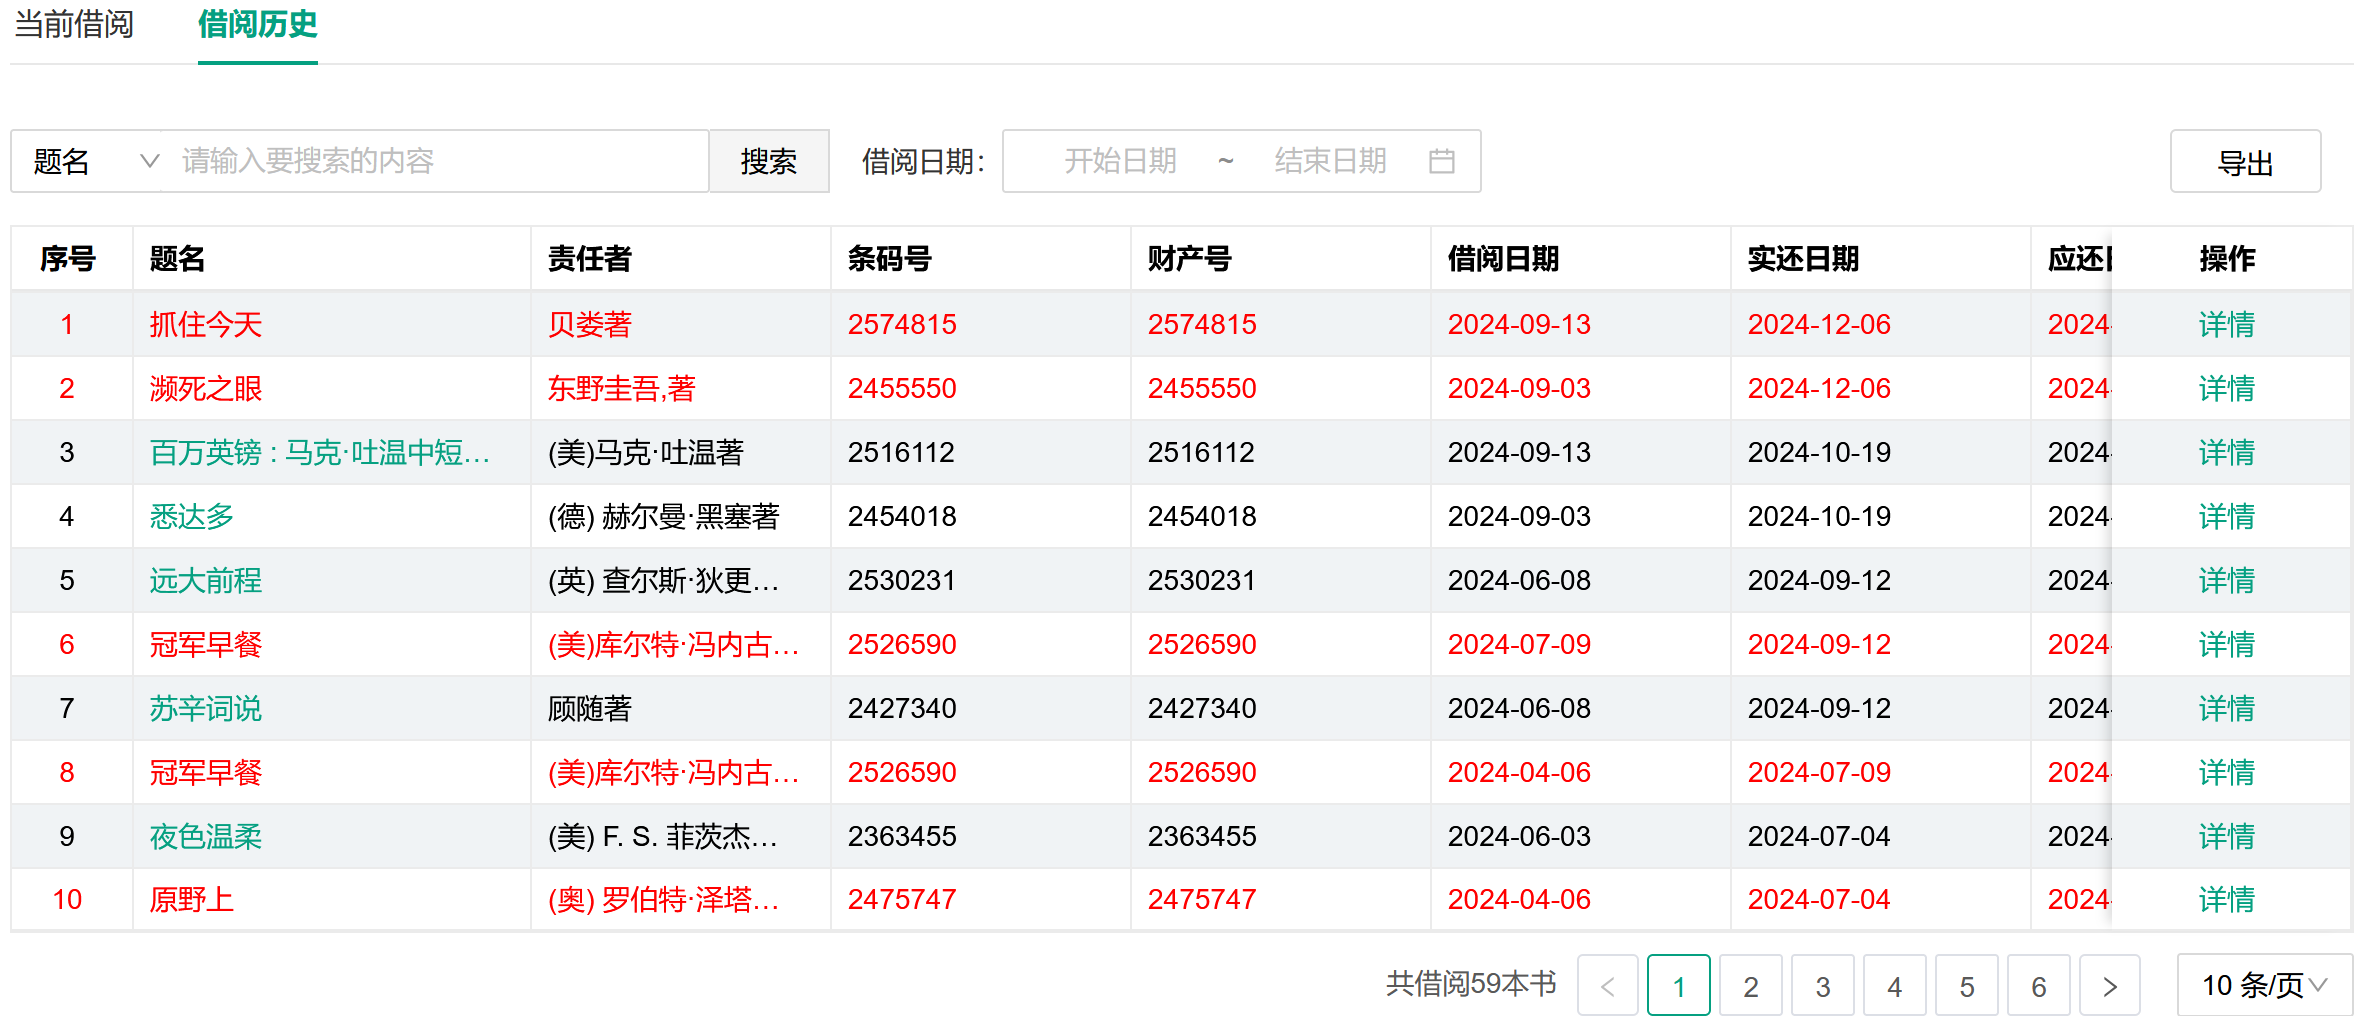 当前借阅 借阅历史
题名 请输入要搜索的内容 搜索 借阅日期: 开始日期 ~ 结束日期 导出
序号 题名 责任者 条码号 财产号 借阅日期 实还日期 应还日 操作
1 抓住今天 贝娄著 2574815 2574815 2024-09-13 2024-12-06 2024- 详情
2 濒死之眼 东野圭吾,著 2455550 2455550 2024-09-03 2024-12-06 2024- 详情
3 百万英镑 : 马克·吐温中短... (美)马克·吐温著 2516112 2516112 2024-09-13 2024-10-19 2024- 详情
4 悉达多 (德) 赫尔曼·黑塞著 2454018 2454018 2024-09-03 2024-10-19 2024- 详情
5 远大前程 (英) 查尔斯·狄更... 2530231 2530231 2024-06-08 2024-09-12 2024- 详情
6 冠军早餐 (美)库尔特·冯内古... 2526590 2526590 2024-07-09 2024-09-12 2024- 详情
7 苏辛词说 顾随著 2427340 2427340 2024-06-08 2024-09-12 2024- 详情
8 冠军早餐 (美)库尔特·冯内古... 2526590 2526590 2024-04-06 2024-07-09 2024- 详情
9 夜色温柔 (美) F. S. 菲茨杰... 2363455 2363455 2024-06-03 2024-07-04 2024- 详情
10 原野上 (奥) 罗伯特·泽塔... 2475747 2475747 2024-04-06 2024-07-04 2024- 详情
共借阅59本书 < 1 2 3 4 5 6 > 10 条/页